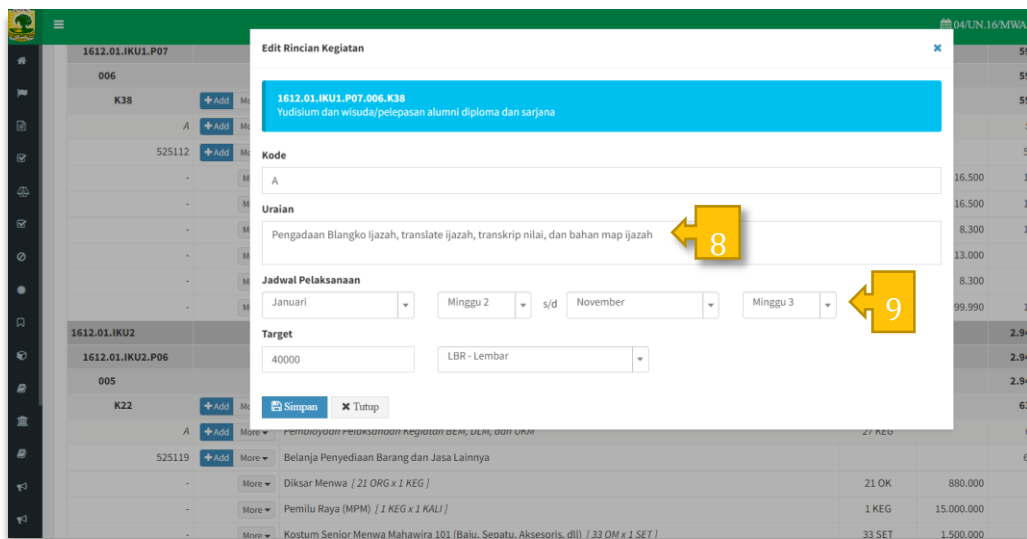 04/UN.16/MWA
1612.01.IKU1.P07
006
K38
Add
A
Add
525112
Add
Edit Rincian Kegiatan
1612.01.IKU1.P07.006.K38
Yudisium dan wisuda/pelepasan alumni diploma dan sarjana
Kode
A
16.500
Uraian
16.500
Pengadaan Blangko Ijazah, translate ijazah, transkrip nilai, dan bahan map ijazah
8
8.300
13.000
Jadwal Pelaksanaan
8.300
Januari Minggu 2 s/d November Minggu 3
9
99.990
1612.01.IKU2
Target
1612.01.IKU2.P06
40000 LBR - Lembar
005
K22 Add
Simpan Tutup
A Add More Pembiayaan Pelaksanaan Kegiatan BEM, DLM, dan UKM 27 KEG
525119 Add More Belanja Penyediaan Barang dan Jasa Lainnya
- More Diksar Menwa [ 21 ORG x 1 KEG ] 21 OK 880.000
- More Pemilu Raya (MPM) [ 1 KEG x 1 KALI ] 1 KEG 15.000.000
- More Kostum Senior Menwa Mahawira 101 (Baju, Sepatu, Aksesoris, dll) [ 33 OM x 1 SET ] 33 SET 1.500.000